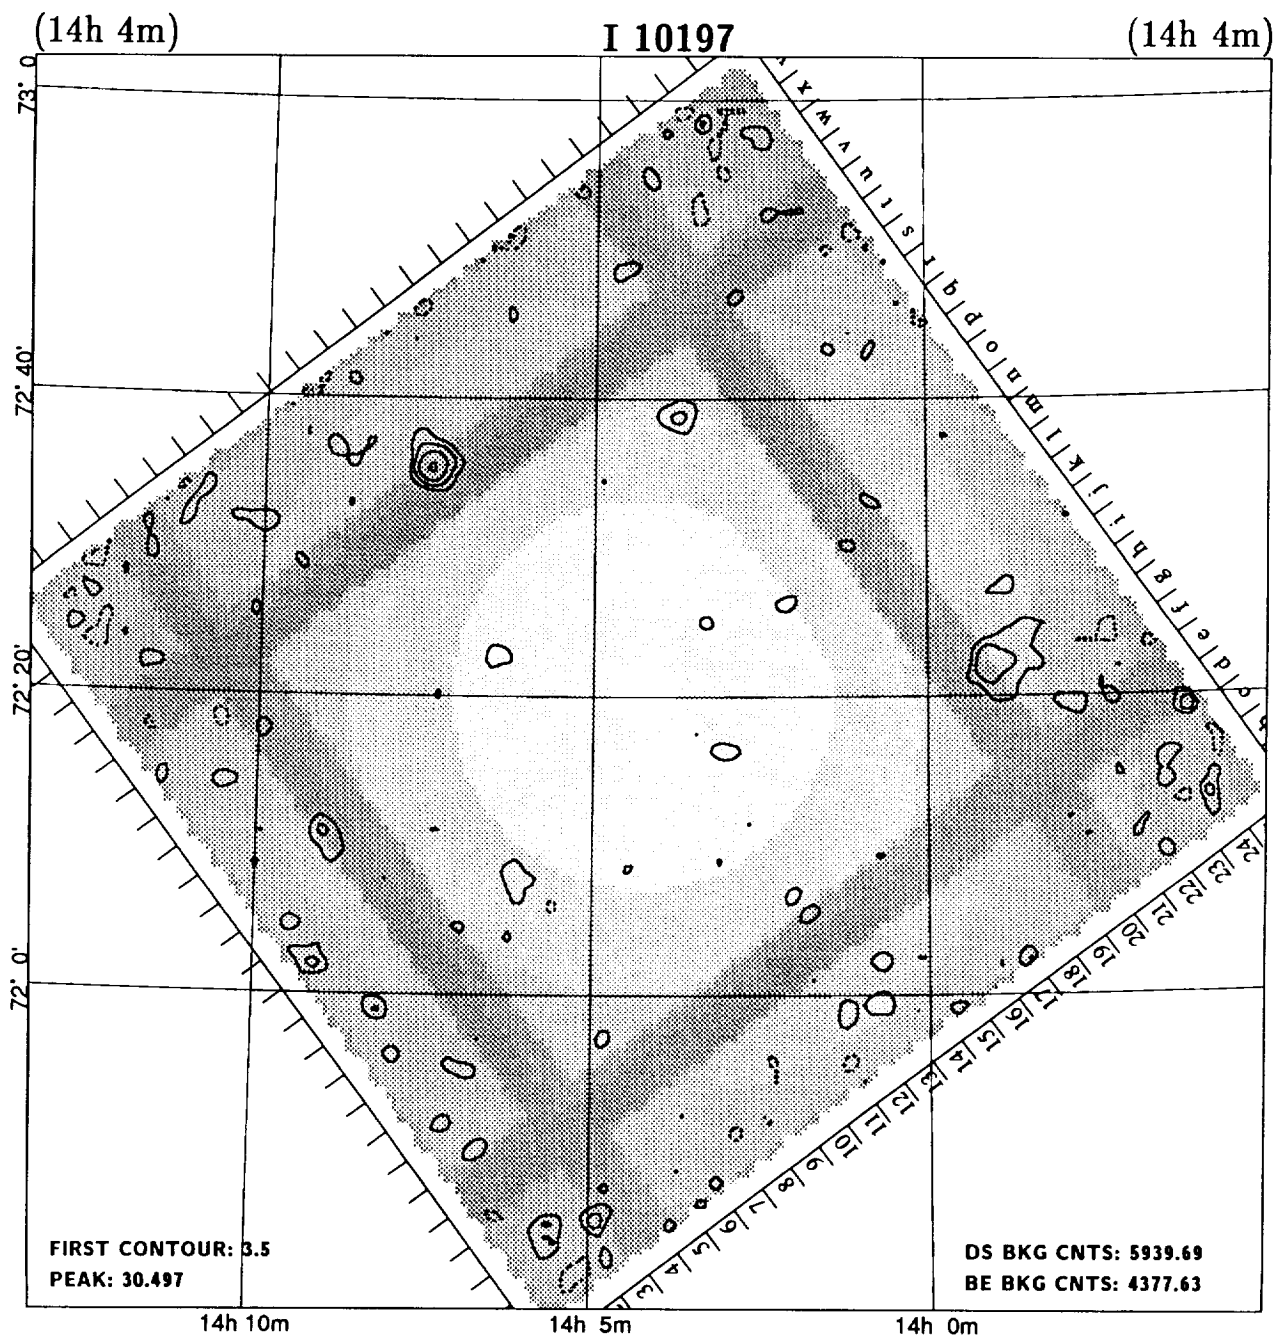 (14h 4m) I 10197 (14h 4m)
73° 0'
x w v u t s r q p o n m l k j i h g f e d c b
72° 40'
72° 20'
72° 0'
24 23 22 21 20 19 18 17 16 15 14 13 12 11 10 9 8 7 6 5 4 3
FIRST CONTOUR: 3.5
PEAK: 30.497
DS BKG CNTS: 5939.69
BE BKG CNTS: 4377.63
14h 10m 14h 5m 14h 0m